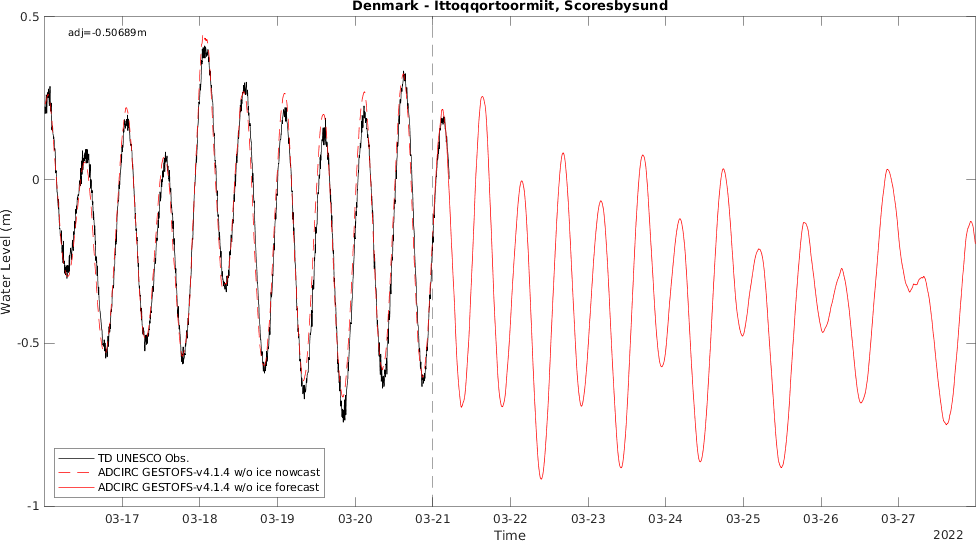 Denmark - Ittoqqortoormiit, Scoresbysund
adj=-0.50689m
0.5
0
-0.5
-1
Water Level (m)
TD UNESCO Obs.
ADCIRC GESTOFS-v4.1.4 w/o ice nowcast
ADCIRC GESTOFS-v4.1.4 w/o ice forecast
03-17 03-18 03-19 03-20 03-21 03-22 03-23 03-24 03-25 03-26 03-27
Time
2022